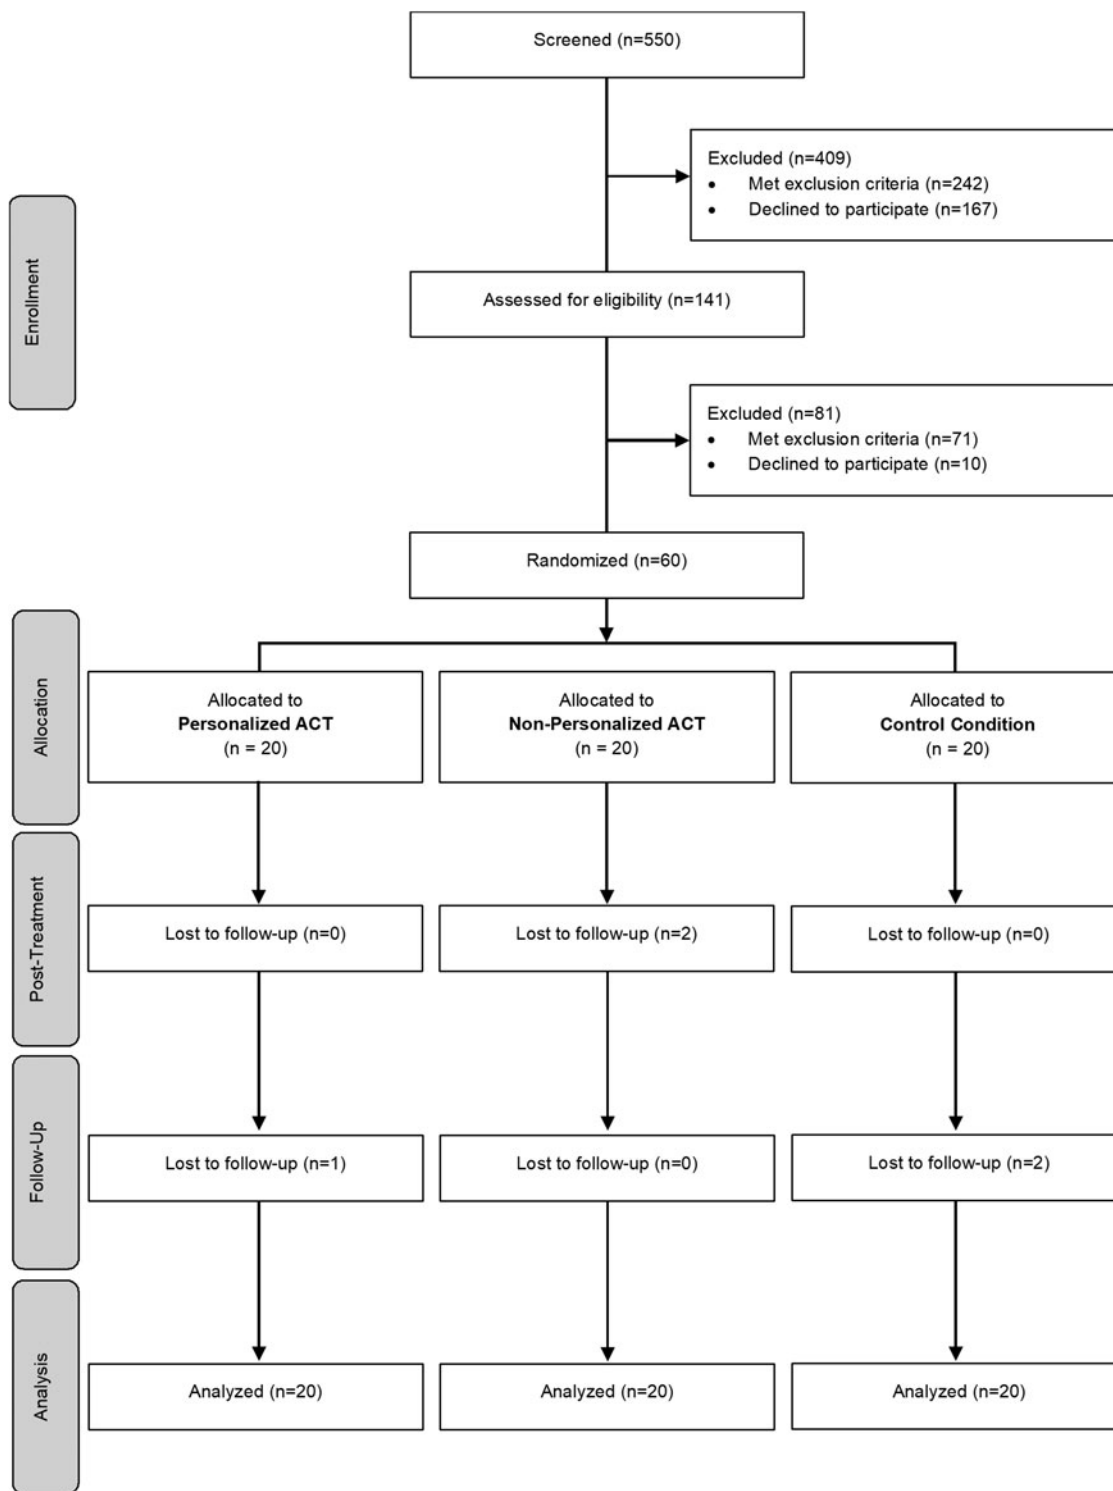 Screened (n=550)
Excluded (n=409)
• Met exclusion criteria (n=242)
• Declined to participate (n=167)
Enrollment
Assessed for eligibility (n=141)
Excluded (n=81)
• Met exclusion criteria (n=71)
• Declined to participate (n=10)
Randomized (n=60)
Allocation
Allocated to
Personalized ACT
(n = 20)
Allocated to
Non-Personalized ACT
(n = 20)
Allocated to
Control Condition
(n = 20)
Post-Treatment
Lost to follow-up (n=0)
Lost to follow-up (n=2)
Lost to follow-up (n=0)
Follow-Up
Lost to follow-up (n=1)
Lost to follow-up (n=0)
Lost to follow-up (n=2)
Analysis
Analyzed (n=20)
Analyzed (n=20)
Analyzed (n=20)